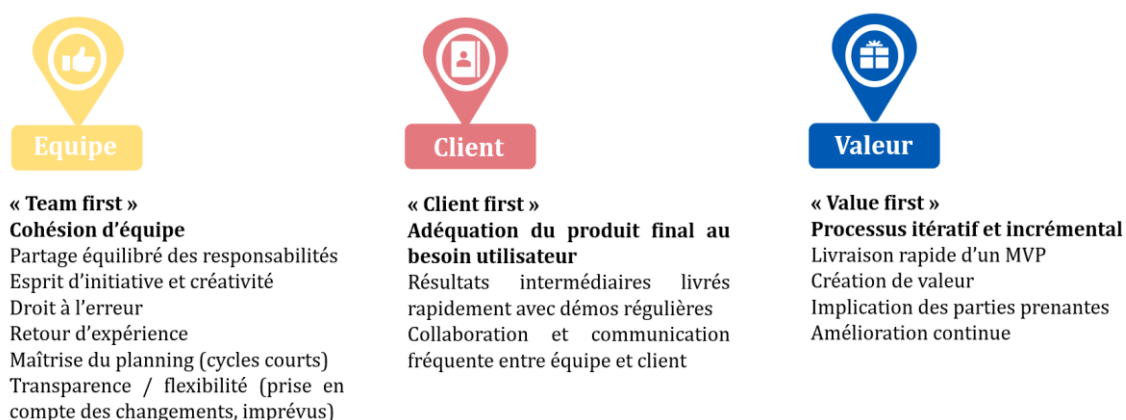 Equipe
« Team first »
Cohésion d’équipe
Partage équilibré des responsabilités
Esprit d’initiative et créativité
Droit à l’erreur
Retour d’expérience
Maîtrise du planning (cycles courts)
Transparence / flexibilité (prise en
compte des changements, imprévus)
Client
« Client first »
Adéquation du produit final au
besoin utilisateur
Résultats intermédiaires livrés
rapidement avec démos régulières
Collaboration et communication
fréquente entre équipe et client
Valeur
« Value first »
Processus itératif et incrémental
Livraison rapide d’un MVP
Création de valeur
Implication des parties prenantes
Amélioration continue